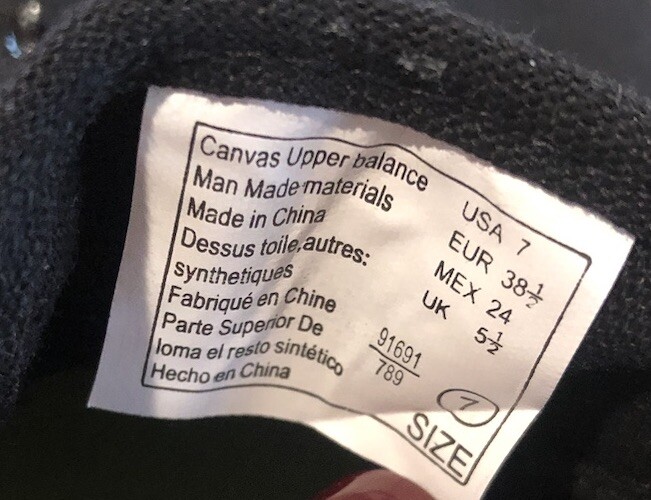 Canvas Upper balance
Man Made materials
Made in China
Dessus toile,autres:
synthetiques
Fabriqué en Chine
Parte Superior De
loma el resto sintético
Hecho en China
USA 7
EUR 38½
MEX 24
UK 5½
91691
789
7
SIZE